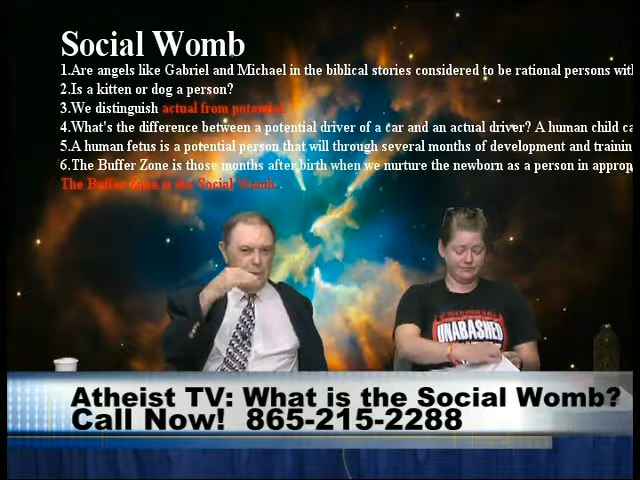 Social Womb
1.Are angels like Gabriel and Michael in the biblical stories considered to be rational persons wit
2.Is a kitten or dog a person?
3.We distinguish actual from potential.
4.What's the difference between a potential driver of a car and an actual driver? A human child ca
5.A human fetus is a potential person that will through several months of development and trainin
6.The Buffer Zone is those months after birth when we nurture the newborn as a person in approp
The Buffer Zone is the Social Womb.
UNABASHED
Atheist TV: What is the Social Womb?
Call Now! 865-215-2288